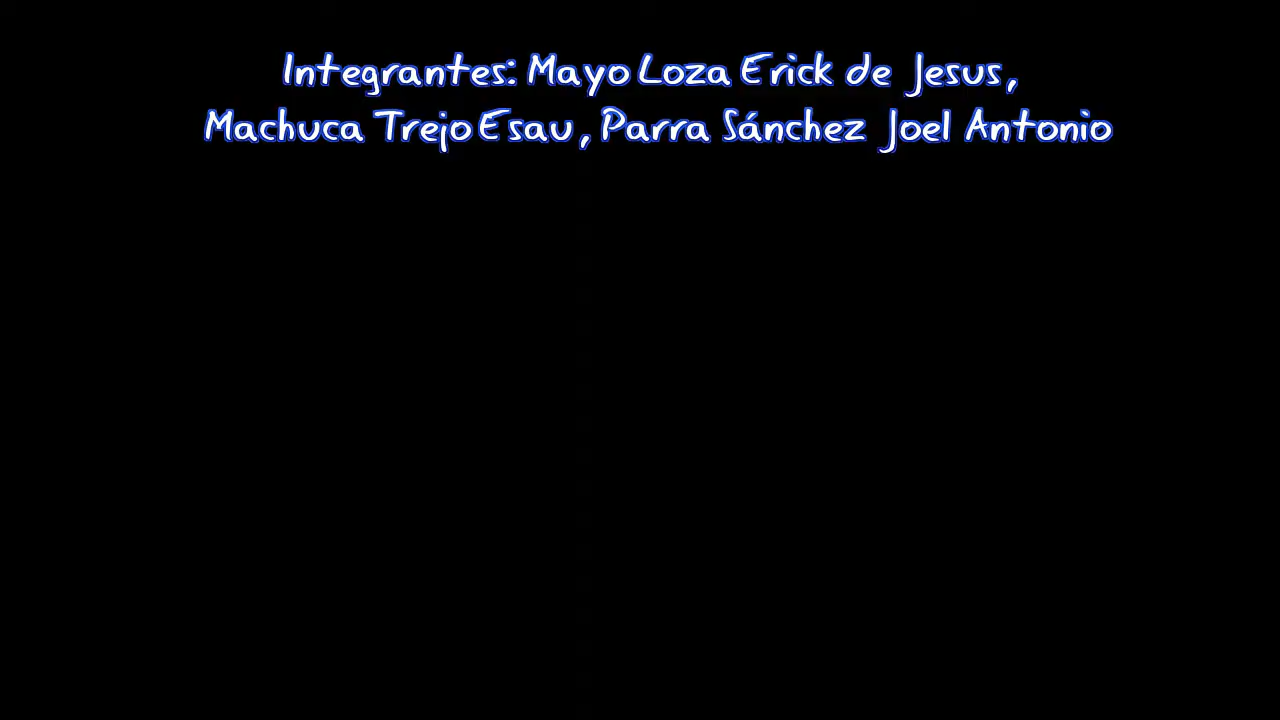 Integrantes: Mayo Loza Erick de Jesus,
Machuca Trejo Esau, Parra Sánchez Joel Antonio